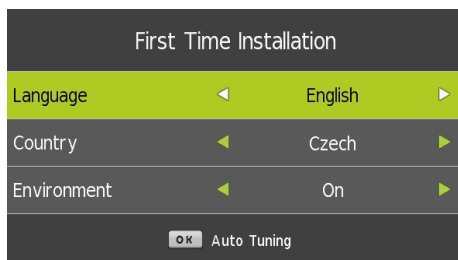 First Time Installation
Language English
Country Czech
Environment On
OK Auto Tuning